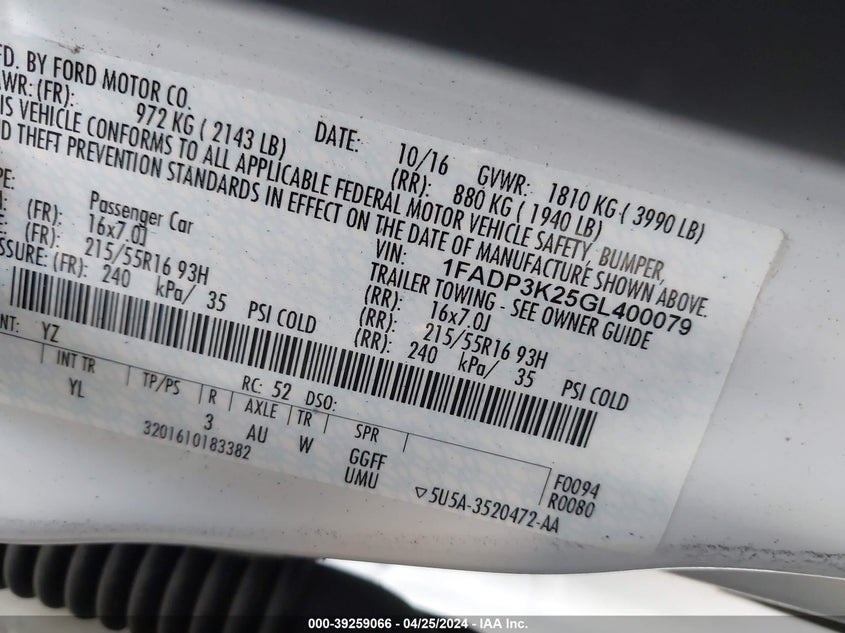 FD. BY FORD MOTOR CO.
WR: (FR): 972 KG ( 2143 LB)
DATE: 10/16 GVWR: 1810 KG ( 3990 LB)
(RR): 880 KG ( 1940 LB)
IS VEHICLE CONFORMS TO ALL APPLICABLE FEDERAL MOTOR VEHICLE SAFETY, BUMPER,
D THEFT PREVENTION STANDARDS IN EFFECT ON THE DATE OF MANUFACTURE SHOWN ABOVE.
VIN: 1FADP3K25GL400079
PE: Passenger Car
TRAILER TOWING - SEE OWNER GUIDE
(FR): 16x7.0J (RR): 16x7.0J
(FR): 215/55R16 93H (RR): 215/55R16 93H
SSURE: (FR): 240 kPa/ 35 PSI COLD (RR): 240 kPa/ 35 PSI COLD
NT: YZ RC: 52 DSO:
INT TR TP/PS R AXLE TR SPR
YL 3 AU W GGFF
UMU
F0094
R0080
3201610183382
5U5A-3520472-AA
000-39259066 - 04/25/2024 - IAA Inc.